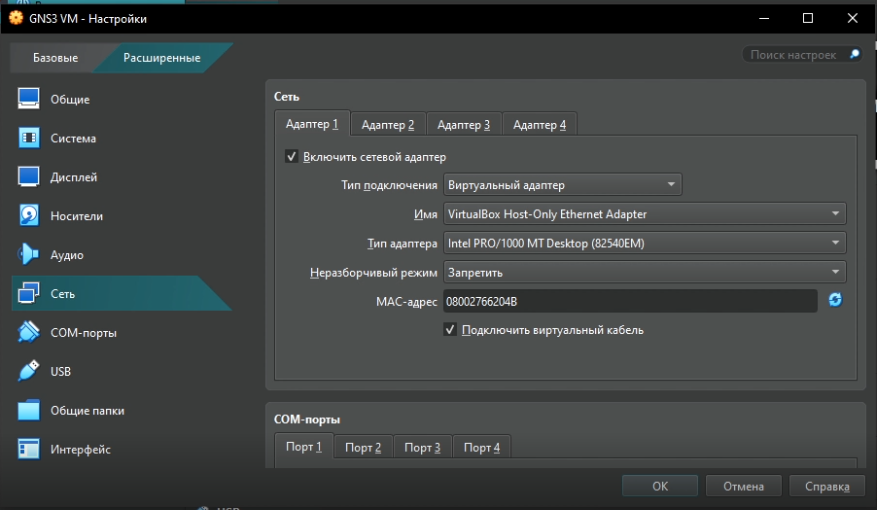 GNS3 VM - Настройки
Базовые
Расширенные
Поиск настроек
Общие
Система
Дисплей
Носители
Аудио
Сеть
COM-порты
USB
Общие папки
Интерфейс
Сеть
Адаптер 1
Адаптер 2
Адаптер 3
Адаптер 4
Включить сетевой адаптер
Тип подключения
Виртуальный адаптер
Имя
VirtualBox Host-Only Ethernet Adapter
Тип адаптера
Intel PRO/1000 MT Desktop (82540EM)
Неразборчивый режим
Запретить
MAC-адрес
08002766204B
Подключить виртуальный кабель
COM-порты
Порт 1
Порт 2
Порт 3
Порт 4
OK
Отмена
Справка